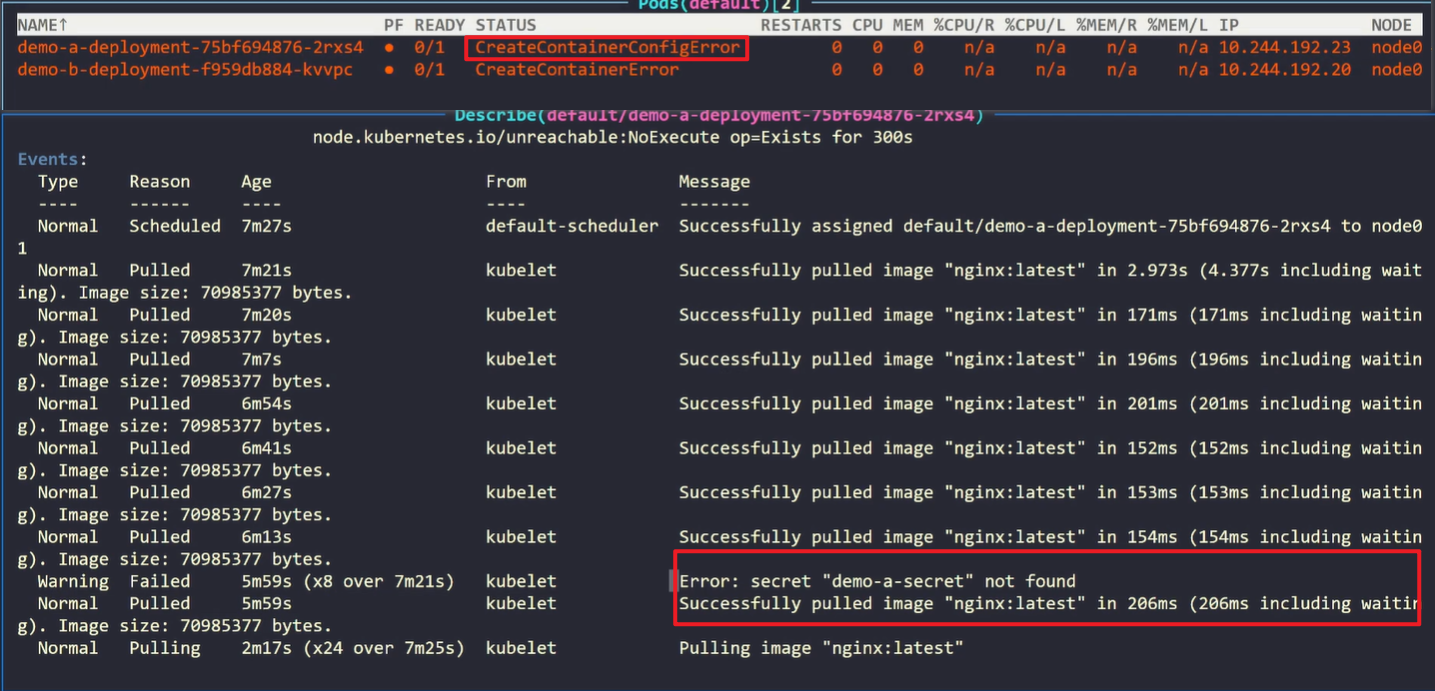 Pods(default)[2]
NAME↑ PF READY STATUS RESTARTS CPU MEM %CPU/R %CPU/L %MEM/R %MEM/L IP NODE
demo-a-deployment-75bf694876-2rxs4 ● 0/1 CreateContainerConfigError 0 0 0 n/a n/a n/a n/a 10.244.192.23 node0
demo-b-deployment-f959db884-kvvpc ● 0/1 CreateContainerError 0 0 0 n/a n/a n/a n/a 10.244.192.20 node0
Describe(default/demo-a-deployment-75bf694876-2rxs4)
node.kubernetes.io/unreachable:NoExecute op=Exists for 300s
Events:
Type Reason Age From Message
---- ------ ---- ---- -------
Normal Scheduled 7m27s default-scheduler Successfully assigned default/demo-a-deployment-75bf694876-2rxs4 to node0
1
Normal Pulled 7m21s kubelet Successfully pulled image "nginx:latest" in 2.973s (4.377s including wait
ing). Image size: 70985377 bytes.
Normal Pulled 7m20s kubelet Successfully pulled image "nginx:latest" in 171ms (171ms including waitin
g). Image size: 70985377 bytes.
Normal Pulled 7m7s kubelet Successfully pulled image "nginx:latest" in 196ms (196ms including waitin
g). Image size: 70985377 bytes.
Normal Pulled 6m54s kubelet Successfully pulled image "nginx:latest" in 201ms (201ms including waitin
g). Image size: 70985377 bytes.
Normal Pulled 6m41s kubelet Successfully pulled image "nginx:latest" in 152ms (152ms including waitin
g). Image size: 70985377 bytes.
Normal Pulled 6m27s kubelet Successfully pulled image "nginx:latest" in 153ms (153ms including waitin
g). Image size: 70985377 bytes.
Normal Pulled 6m13s kubelet Successfully pulled image "nginx:latest" in 154ms (154ms including waitin
g). Image size: 70985377 bytes.
Warning Failed 5m59s (x8 over 7m21s) kubelet Error: secret "demo-a-secret" not found
Normal Pulled 5m59s kubelet Successfully pulled image "nginx:latest" in 206ms (206ms including waitin
g). Image size: 70985377 bytes.
Normal Pulling 2m17s (x24 over 7m25s) kubelet Pulling image "nginx:latest"